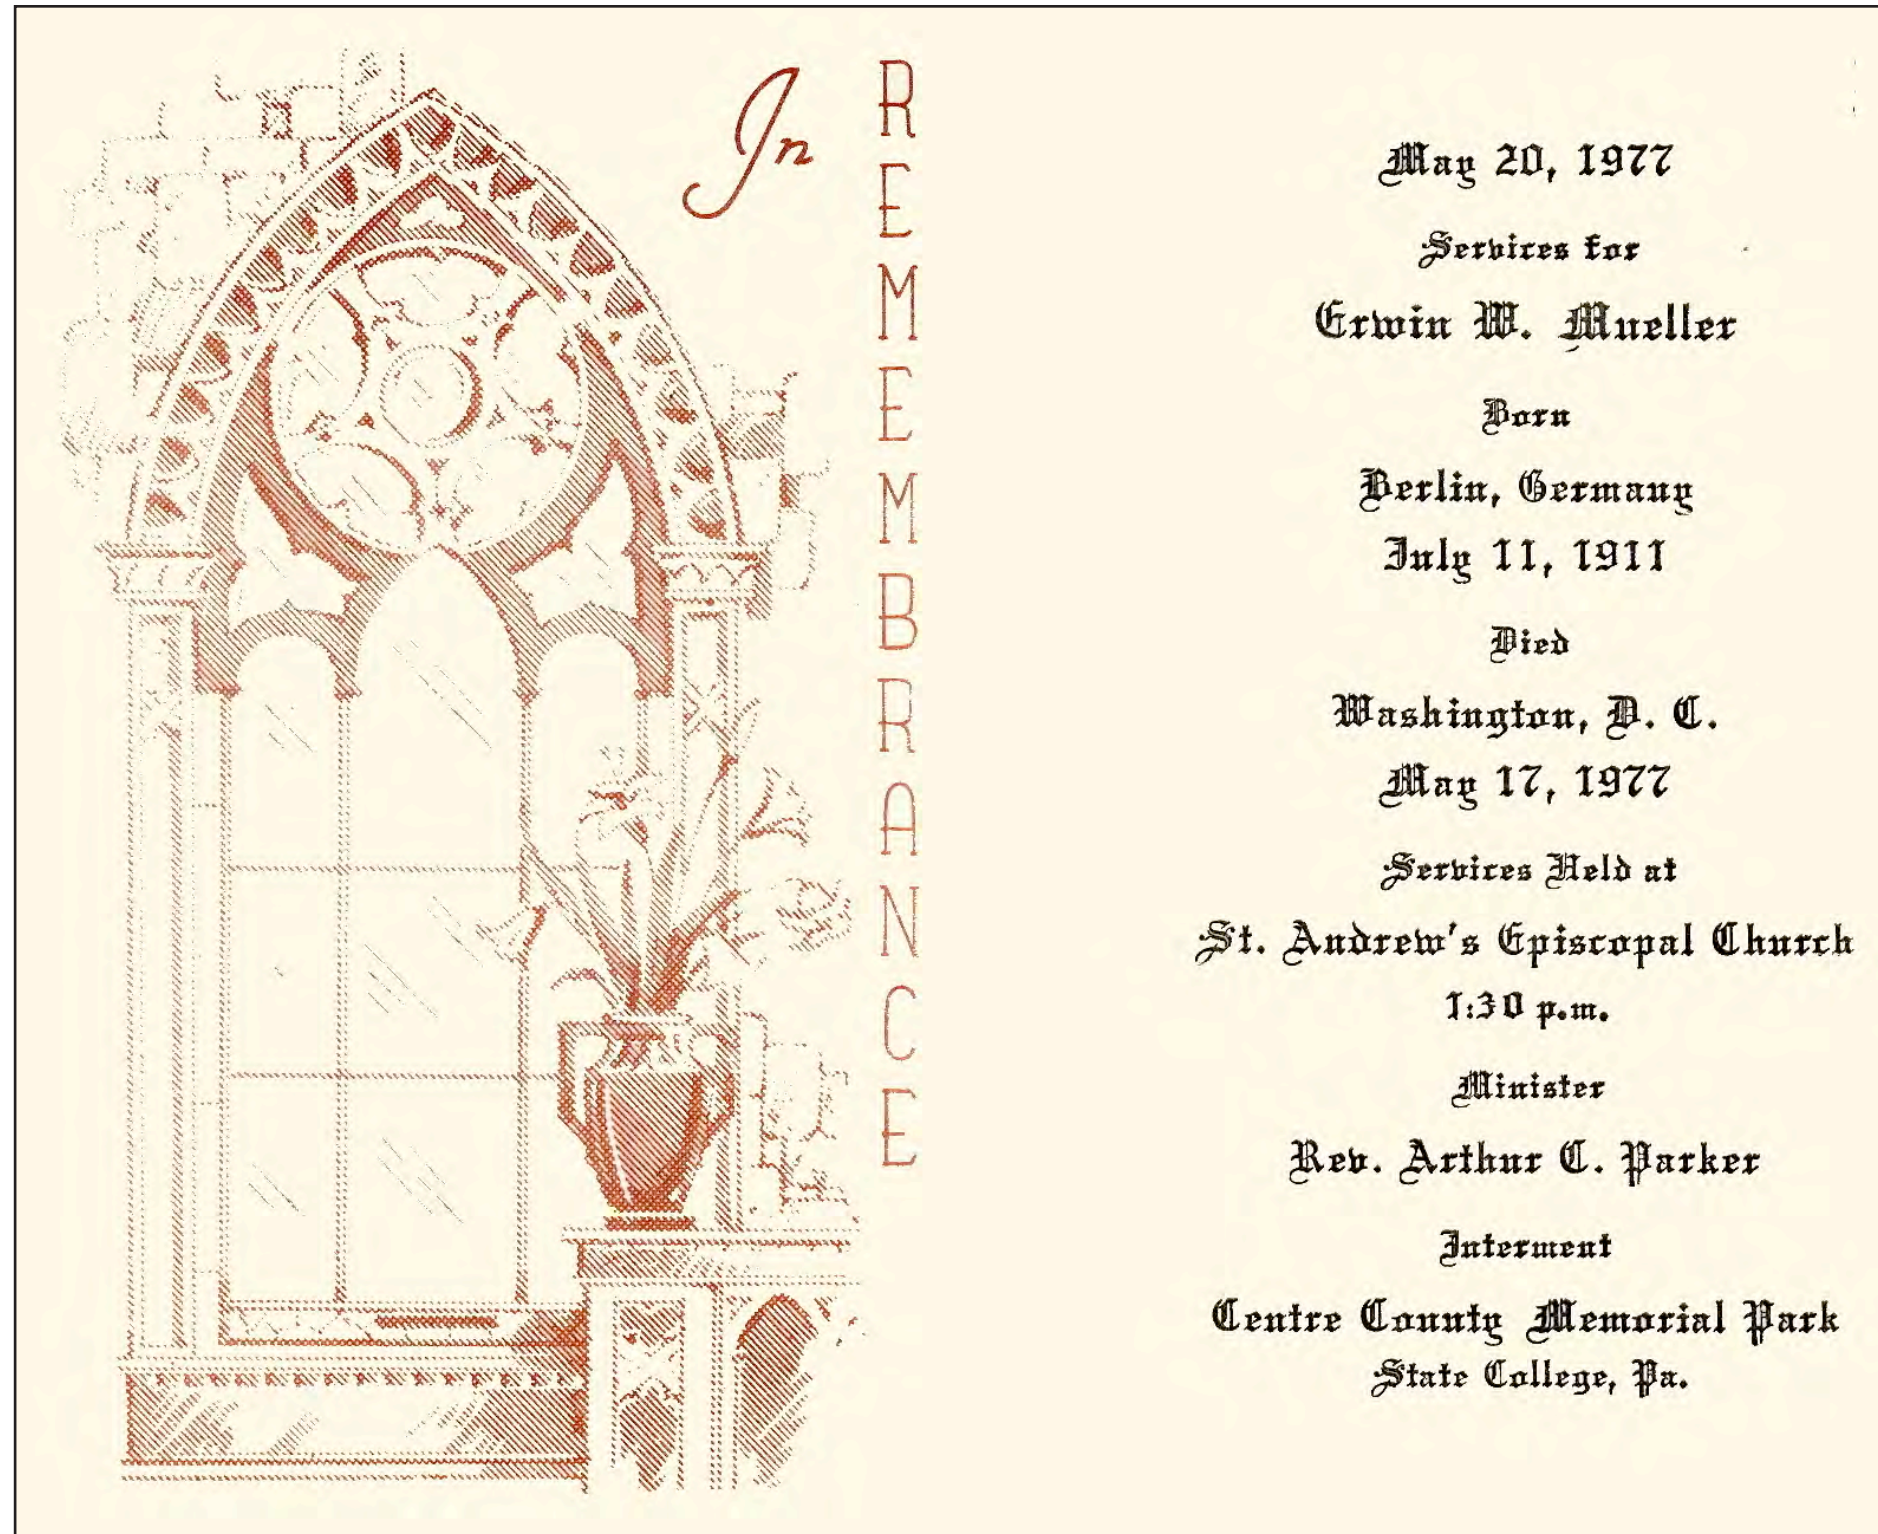 In
REMEMBRANCE
May 20, 1977
Services for
Erwin W. Mueller
Born
Berlin, Germany
July 11, 1911
Died
Washington, D. C.
May 17, 1977
Services Held at
St. Andrew's Episcopal Church
1:30 p.m.
Minister
Rev. Arthur C. Parker
Interment
Centre County Memorial Park
State College, Pa.